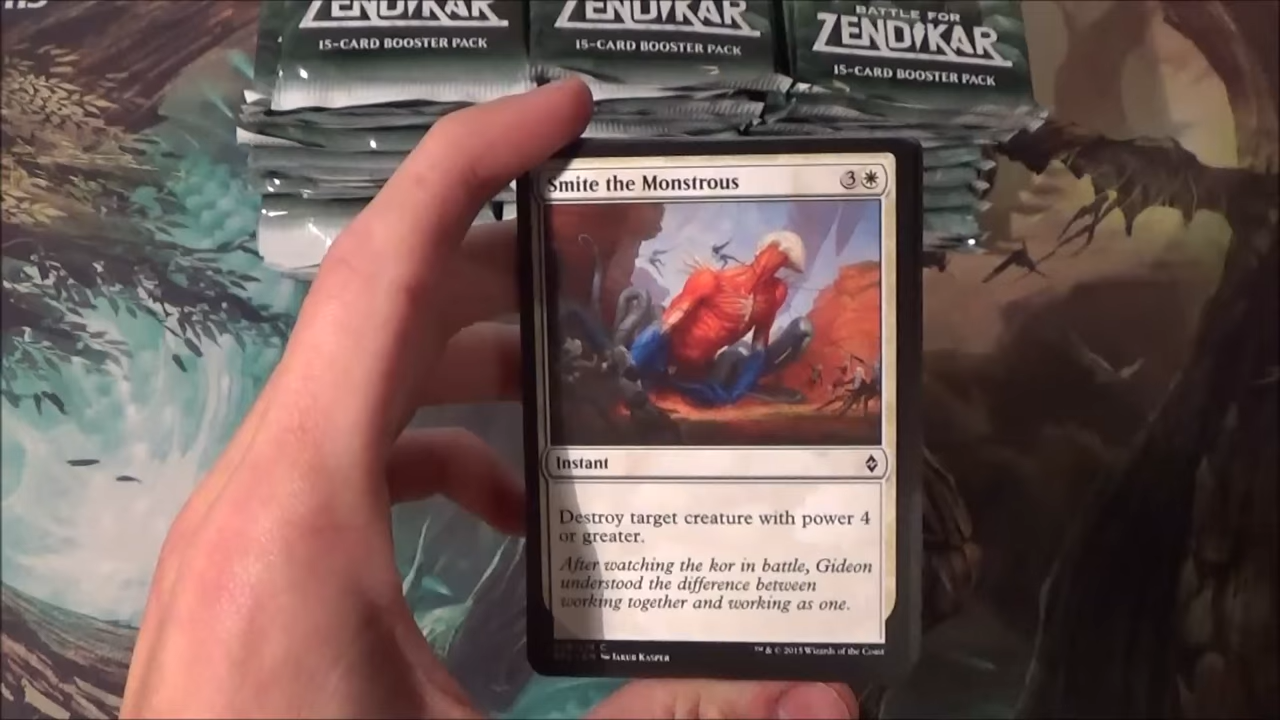 ZENDIKAR
15-CARD BOOSTER PACK
ZENDIKAR
15-CARD BOOSTER PACK
BATTLE FOR
ZENDIKAR
15-CARD BOOSTER PACK
Smite the Monstrous 3
Instant
Destroy target creature with power 4
or greater.
After watching the kor in battle, Gideon
understood the difference between
working together and working as one.
Jakub Kasper
™ & © 2015 Wizards of the Coast